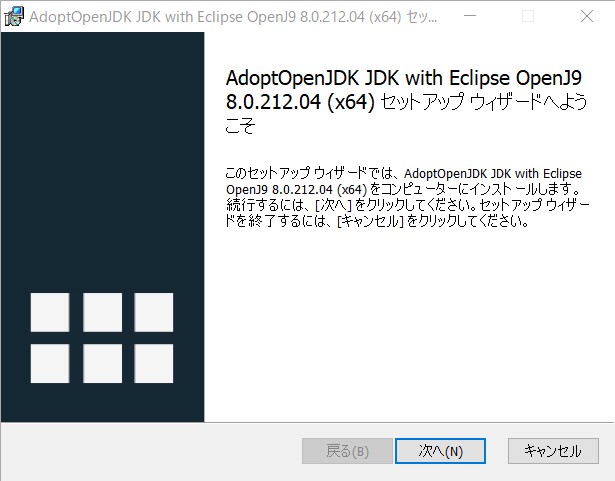 AdoptOpenJDK JDK with Eclipse OpenJ9 8.0.212.04 (x64) セッ...
AdoptOpenJDK JDK with Eclipse OpenJ9
8.0.212.04 (x64) セットアップ ウィザードへよう
こそ
このセットアップ ウィザードでは、AdoptOpenJDK JDK with Eclipse
OpenJ9 8.0.212.04 (x64) をコンピューターにインストールします。
続行するには、[次へ] をクリックしてください。セットアップ ウィザー
ドを終了するには、[キャンセル] をクリックしてください。
戻る(B) 次へ(N) キャンセル